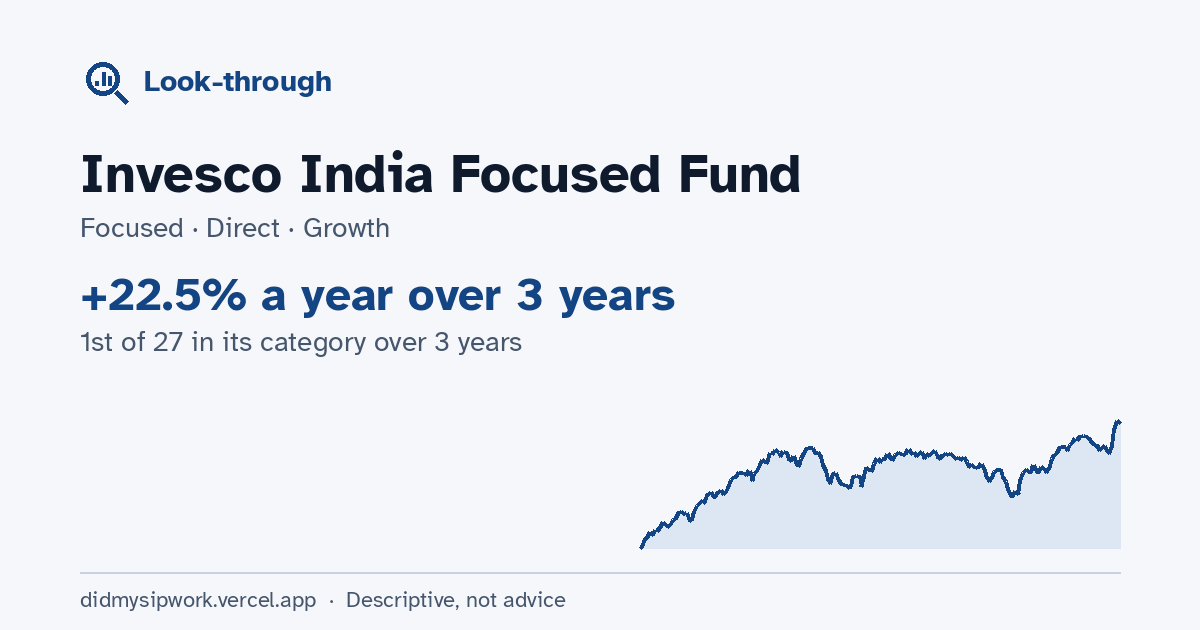 Look-through
Invesco India Focused Fund
Focused · Direct · Growth
+22.5% a year over 3 years
1st of 27 in its category over 3 years
didmysipwork.vercel.app · Descriptive, not advice